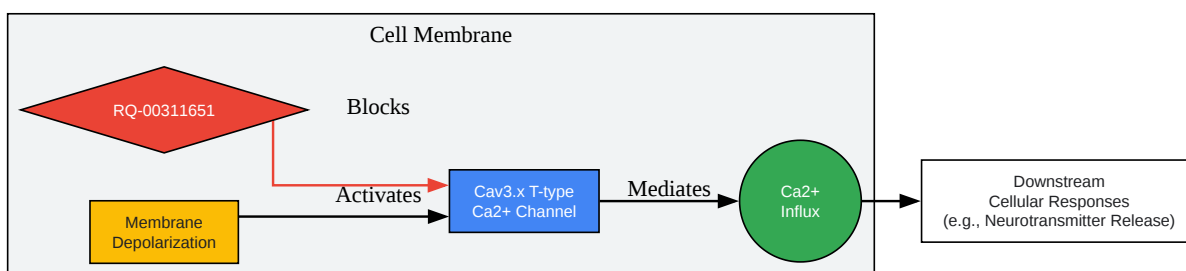 Cell Membrane
RQ-00311651
Blocks
Activates
Membrane
Depolarization
Cav3.x T-type
Ca2+ Channel
Mediates
Ca2+
Influx
Downstream
Cellular Responses
(e.g., Neurotransmitter Release)